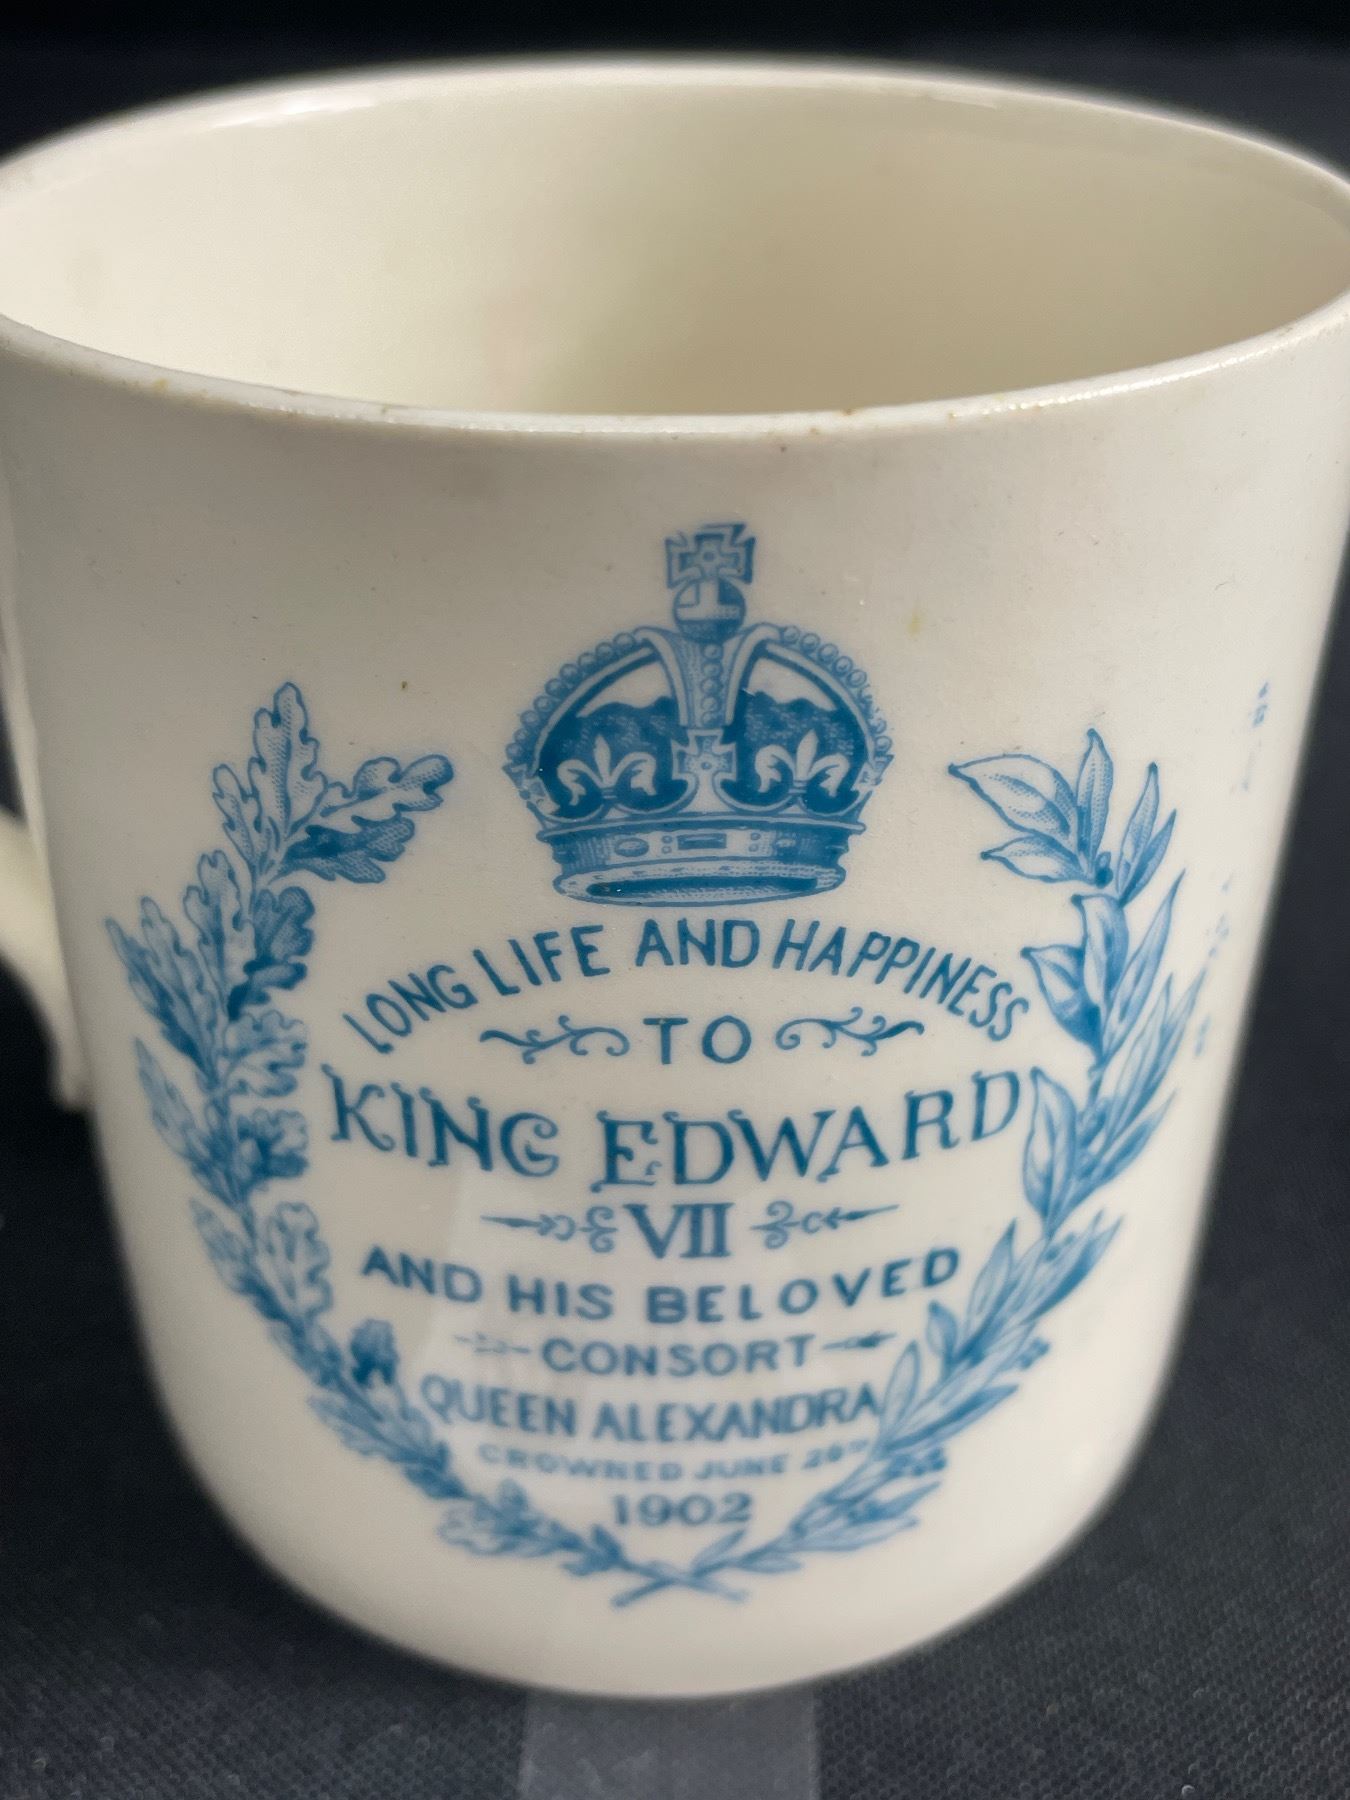 LONG LIFE AND HAPPINESS
TO
KING EDWARD
VII
AND HIS BELOVED
CONSORT
QUEEN ALEXANDRA
CROWNED JUNE 26TH
1902